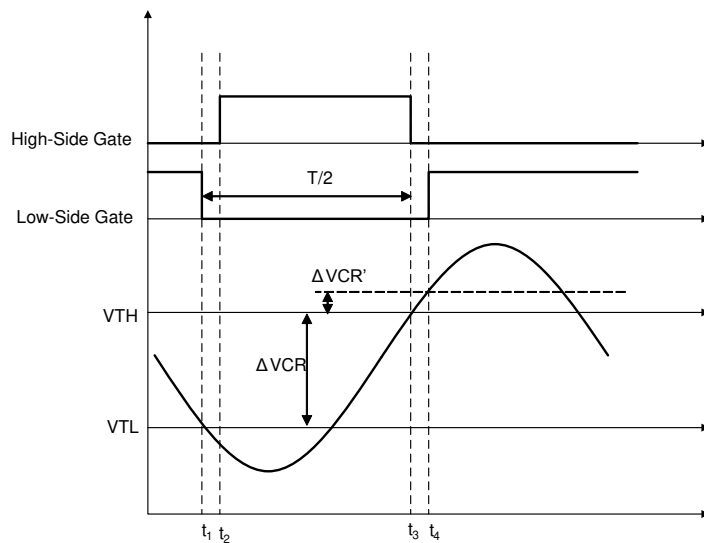 High-Side Gate
T/2
Low-Side Gate
ΔVCR’
VTH
ΔVCR
VTL
t1 t2 t3 t4